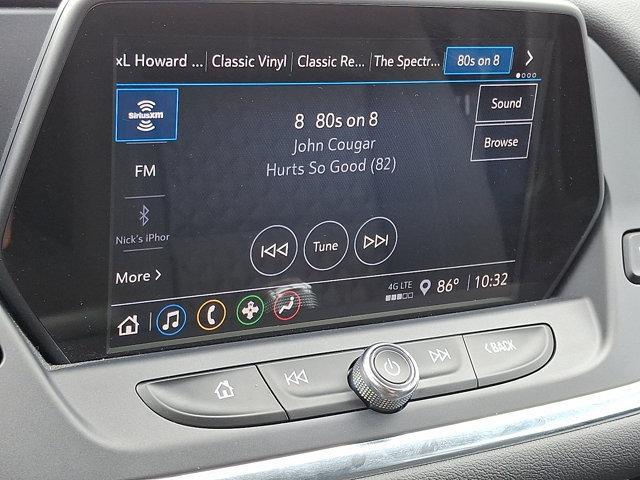 xL Howard ... Classic Vinyl Classic Re... The Spectr... 80s on 8
SiriusXM
8 80s on 8
Sound
John Cougar
Browse
Hurts So Good (82)
FM
Nick's iPhor
Tune
More
4G LTE
86° 10:32
BACK